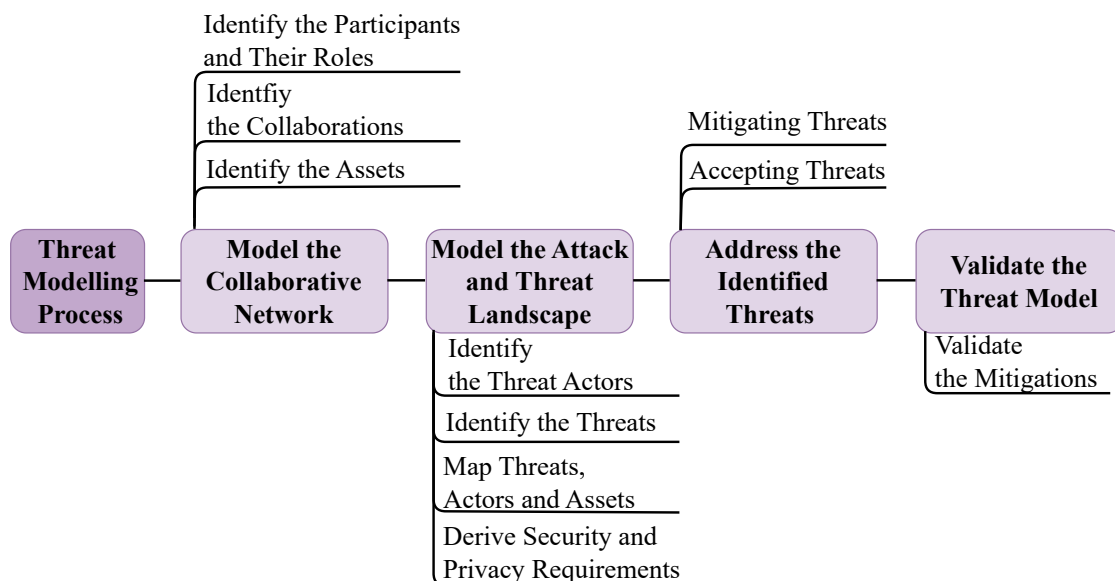 Identify the Participants
and Their Roles
Identfiy
the Collaborations
Identify the Assets
Mitigating Threats
Accepting Threats
Threat
Modelling
Process
Model the
Collaborative
Network
Model the Attack
and Threat
Landscape
Address the
Identified
Threats
Validate the
Threat Model
Identify
the Threat Actors
Identify the Threats
Map Threats,
Actors and Assets
Derive Security and
Privacy Requirements
Validate
the Mitigations